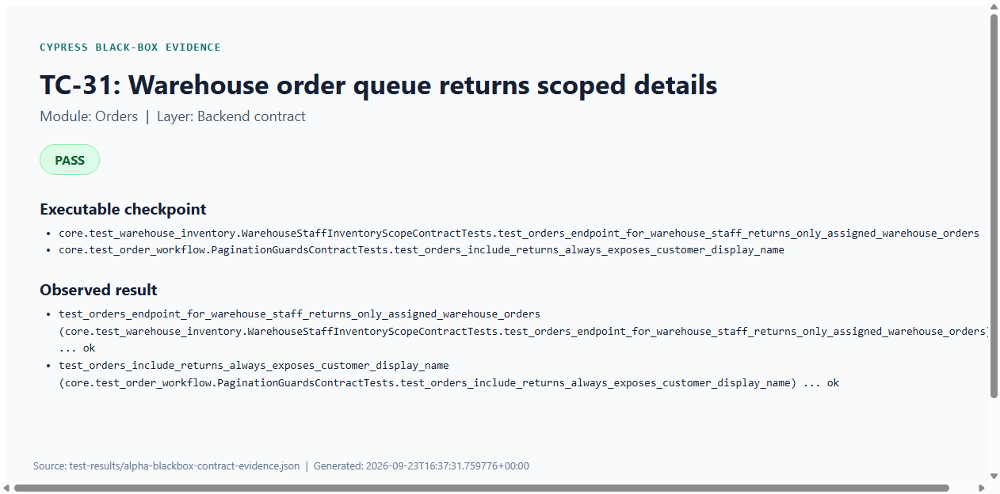 CYPRESS BLACK-BOX EVIDENCE
TC-31: Warehouse order queue returns scoped details
Module: Orders | Layer: Backend contract
PASS
Executable checkpoint
• core.test_warehouse_inventory.WarehouseStaffInventoryScopeContractTests.test_orders_endpoint_for_warehouse_staff_returns_only_assigned_warehouse_orders
• core.test_order_workflow.PaginationGuardsContractTests.test_orders_include_returns_always_exposes_customer_display_name
Observed result
• test_orders_endpoint_for_warehouse_staff_returns_only_assigned_warehouse_orders
(core.test_warehouse_inventory.WarehouseStaffInventoryScopeContractTests.test_orders_endpoint_for_warehouse_staff_returns_only_assigned_warehouse_orders)
... ok
• test_orders_include_returns_always_exposes_customer_display_name
(core.test_order_workflow.PaginationGuardsContractTests.test_orders_include_returns_always_exposes_customer_display_name) ... ok
Source: test-results/alpha-blackbox-contract-evidence.json | Generated: 2026-09-23T16:37:31.759776+00:00